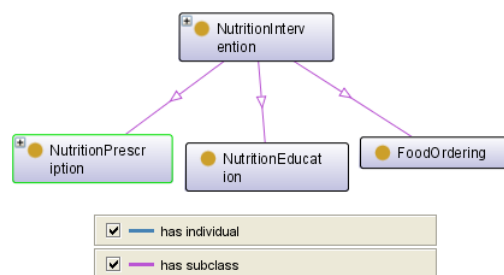 NutritionInterv
ention
NutritionPrescr
iption
NutritionEducat
ion
FoodOrdering
has individual
has subclass